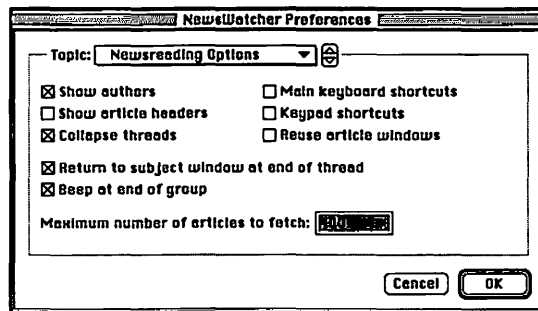 NewsWatcher Preferences
Topic: Newsreading Options
Show authors
Main keyboard shortcuts
Show article headers
Keypad shortcuts
Collapse threads
Reuse article windows
Return to subject window at end of thread
Beep at end of group
Maximum number of articles to fetch:
Cancel
OK